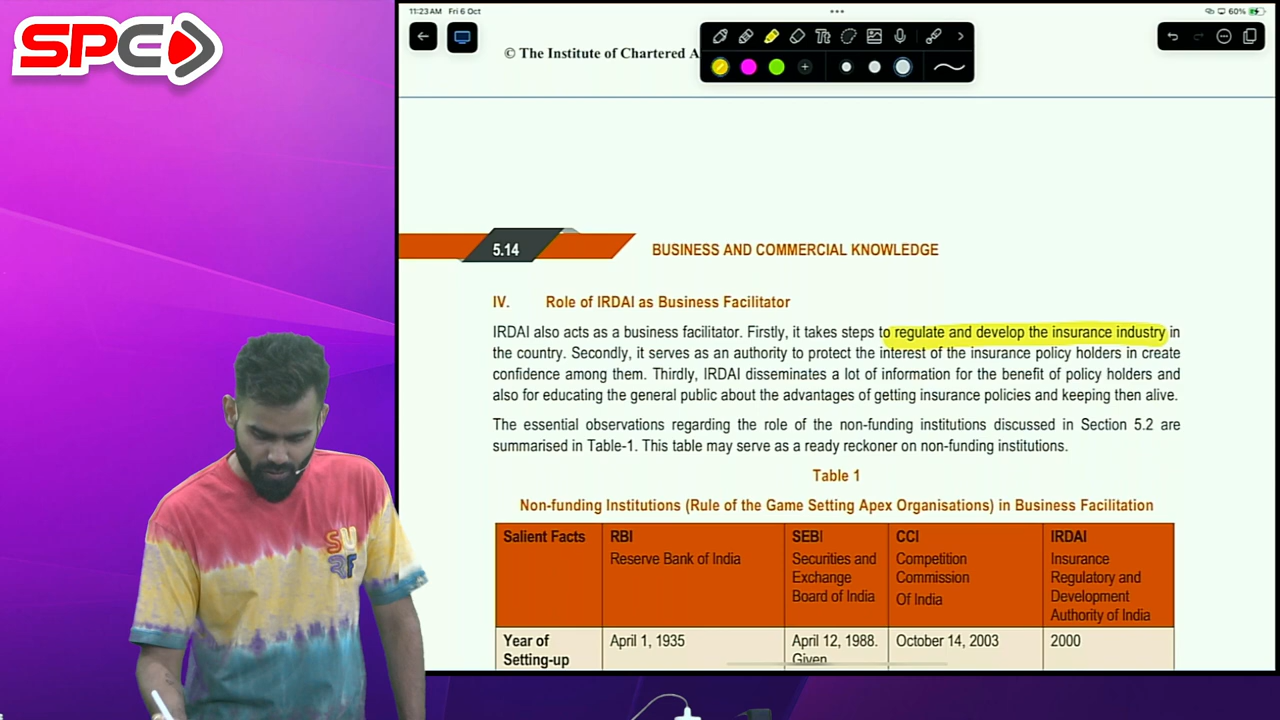 SPC
11:23 AM Fri 6 Oct
60%
© The Institute of Chartered A
Tt
5.14
BUSINESS AND COMMERCIAL KNOWLEDGE
IV. Role of IRDAI as Business Facilitator
IRDAI also acts as a business facilitator. Firstly, it takes steps to regulate and develop the insurance industry in
the country. Secondly, it serves as an authority to protect the interest of the insurance policy holders in create
confidence among them. Thirdly, IRDAI disseminates a lot of information for the benefit of policy holders and
also for educating the general public about the advantages of getting insurance policies and keeping then alive.
The essential observations regarding the role of the non-funding institutions discussed in Section 5.2 are
summarised in Table-1. This table may serve as a ready reckoner on non-funding institutions.
Table 1
Non-funding Institutions (Rule of the Game Setting Apex Organisations) in Business Facilitation
Salient Facts RBI SEBI CCI IRDAI
Reserve Bank of India Securities and Competition Insurance
Exchange Commission Regulatory and
Board of India Of India Development
Authority of India
Year of April 1, 1935 April 12, 1988. October 14, 2003 2000
Setting-up Given
SU
RF